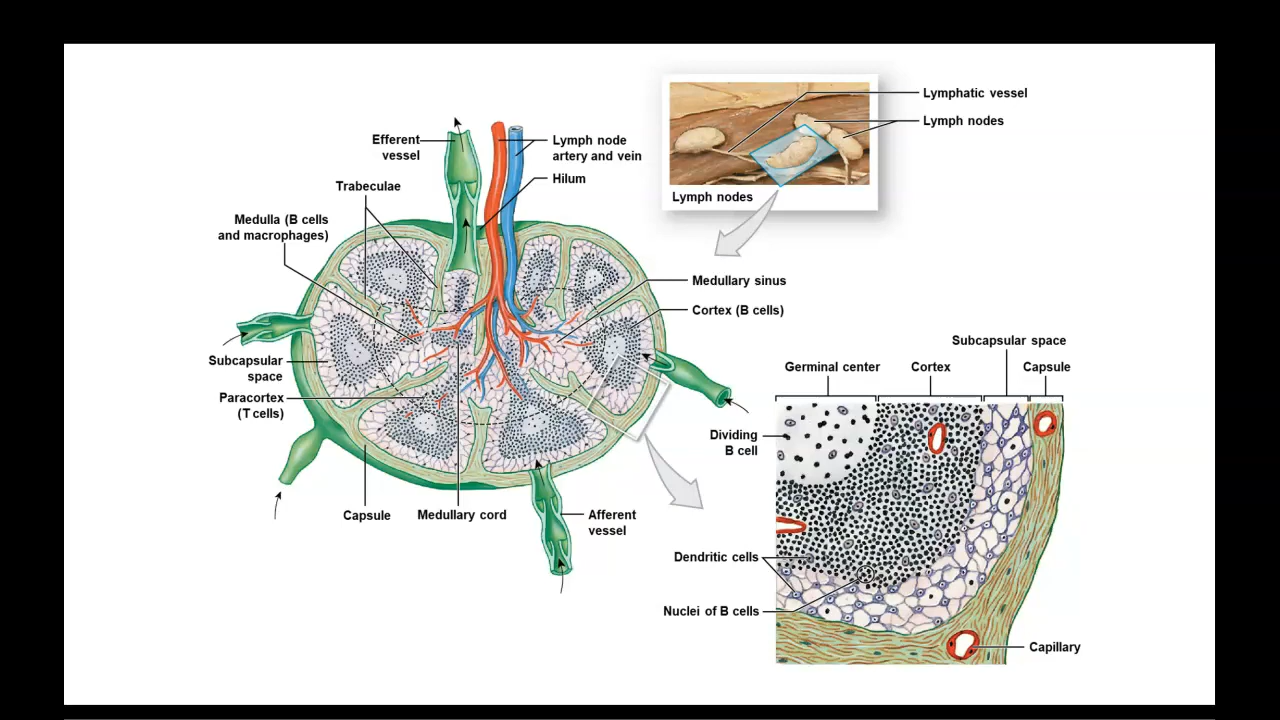 Lymphatic vessel
Lymph nodes
Lymph nodes
Efferent
vessel
Lymph node
artery and vein
Hilum
Trabeculae
Medulla (B cells
and macrophages)
Medullary sinus
Cortex (B cells)
Subcapsular
space
Paracortex
(T cells)
Capsule
Medullary cord
Afferent
vessel
Subcapsular space
Germinal center
Cortex
Capsule
Dividing
B cell
Dendritic cells
Nuclei of B cells
Capillary